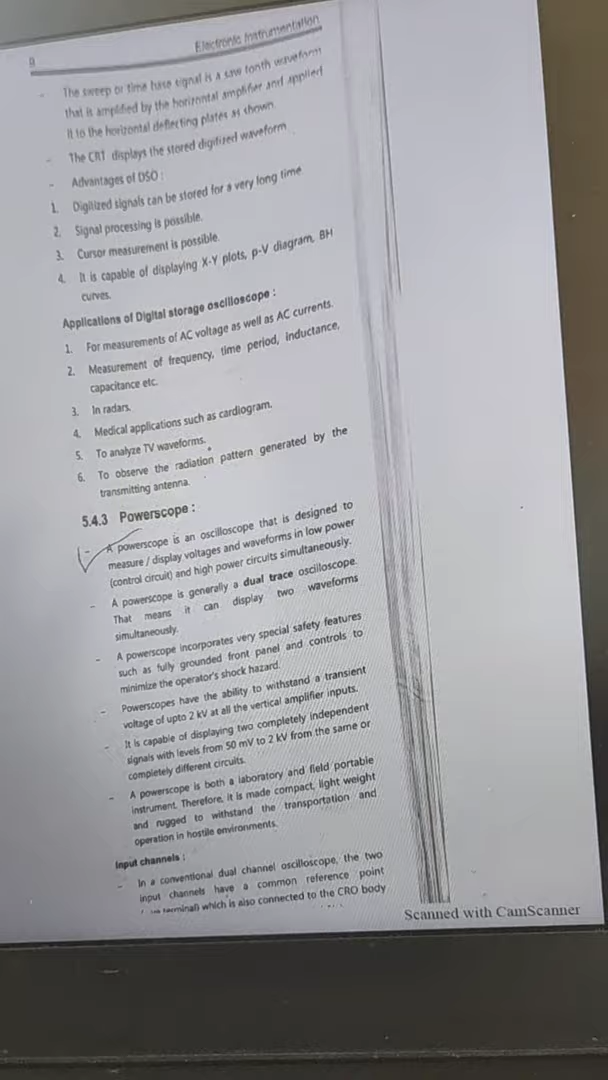 Electronic Instrumentation
- The sweep or time base signal is a saw tooth waveform
that is amplified by the horizontal amplifier and applied
it to the horizontal deflecting plates as shown.
- The CRT displays the stored digitized waveform
- Advantages of DSO :
1. Digitized signals can be stored for a very long time
2. Signal processing is possible.
3. Cursor measurement is possible.
4. It is capable of displaying X-Y plots, p-V diagram, BH
curves.
Applications of Digital storage oscilloscope :
1. For measurements of AC voltage as well as AC currents.
2. Measurement of frequency, time period, inductance,
capacitance etc.
3. In radars.
4. Medical applications such as cardiogram.
5. To analyze TV waveforms.
6. To observe the radiation pattern generated by the
transmitting antenna.
5.4.3 Powerscope :
- A powerscope is an oscilloscope that is designed to
measure / display voltages and waveforms in low power
(control circuit) and high power circuits simultaneously.
- A powerscope is generally a dual trace oscilloscope.
That means it can display two waveforms
simultaneously.
- A powerscope incorporates very special safety features
such as fully grounded front panel and controls to
minimize the operator's shock hazard.
- Powerscopes have the ability to withstand a transient
voltage of upto 2 kV at all the vertical amplifier inputs.
- It is capable of displaying two completely independent
signals with levels from 50 mV to 2 kV from the same or
completely different circuits.
- A powerscope is both a laboratory and field portable
instrument. Therefore, it is made compact, light weight
and rugged to withstand the transportation and
operation in hostile environments.
Input channels :
- In a conventional dual channel oscilloscope, the two
input channels have a common reference point
terminal) which is also connected to the CRO body
Scanned with CamScanner